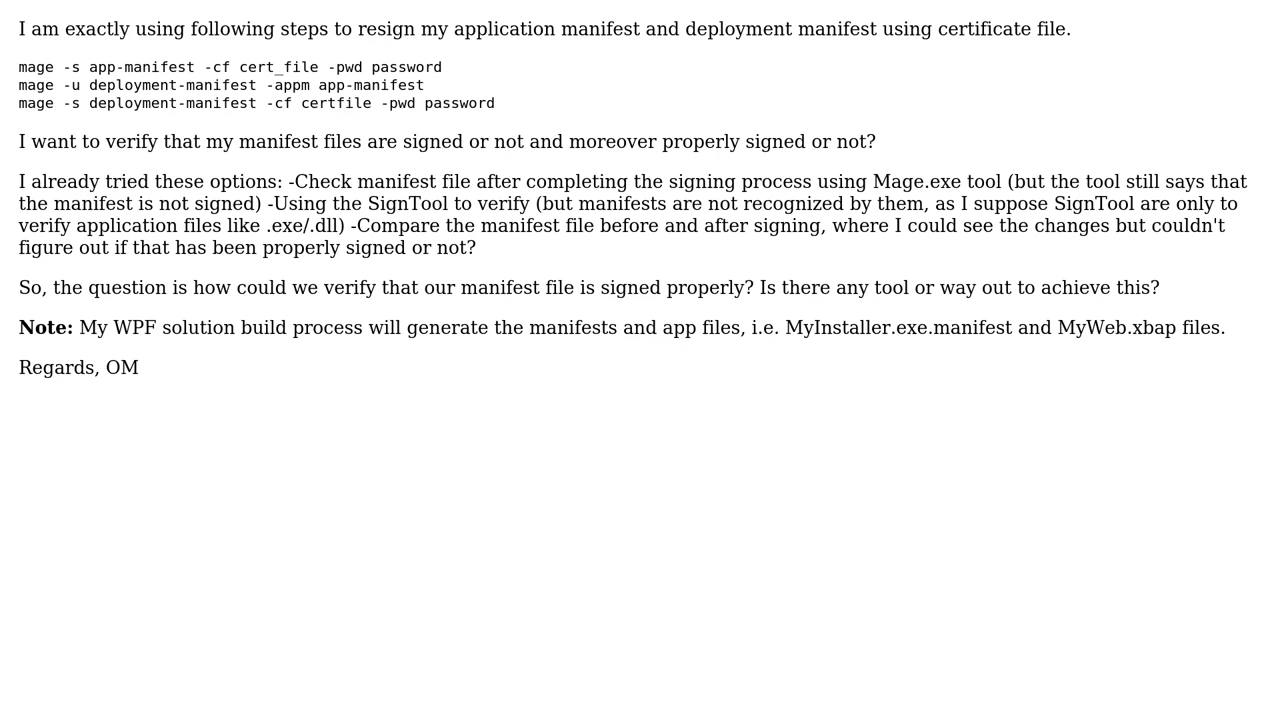 I am exactly using following steps to resign my application manifest and deployment manifest using certificate file.
mage -s app-manifest -cf cert_file -pwd password
mage -u deployment-manifest -appm app-manifest
mage -s deployment-manifest -cf certfile -pwd password
I want to verify that my manifest files are signed or not and moreover properly signed or not?
I already tried these options: -Check manifest file after completing the signing process using Mage.exe tool (but the tool still says that
the manifest is not signed) -Using the SignTool to verify (but manifests are not recognized by them, as I suppose SignTool are only to
verify application files like .exe/.dll) -Compare the manifest file before and after signing, where I could see the changes but couldn't
figure out if that has been properly signed or not?
So, the question is how could we verify that our manifest file is signed properly? Is there any tool or way out to achieve this?
Note: My WPF solution build process will generate the manifests and app files, i.e. MyInstaller.exe.manifest and MyWeb.xbap files.
Regards, OM